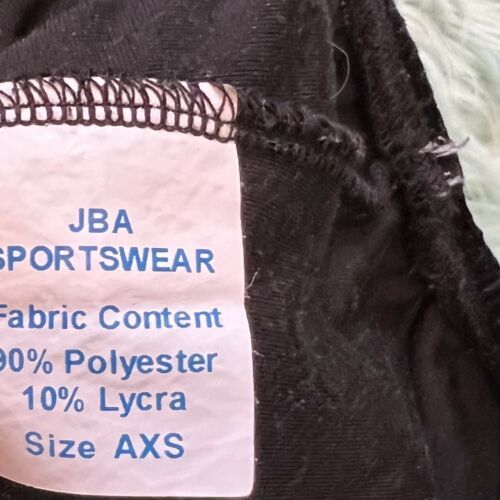 JBA
SPORTSWEAR
Fabric Content
90% Polyester
10% Lycra
Size AXS